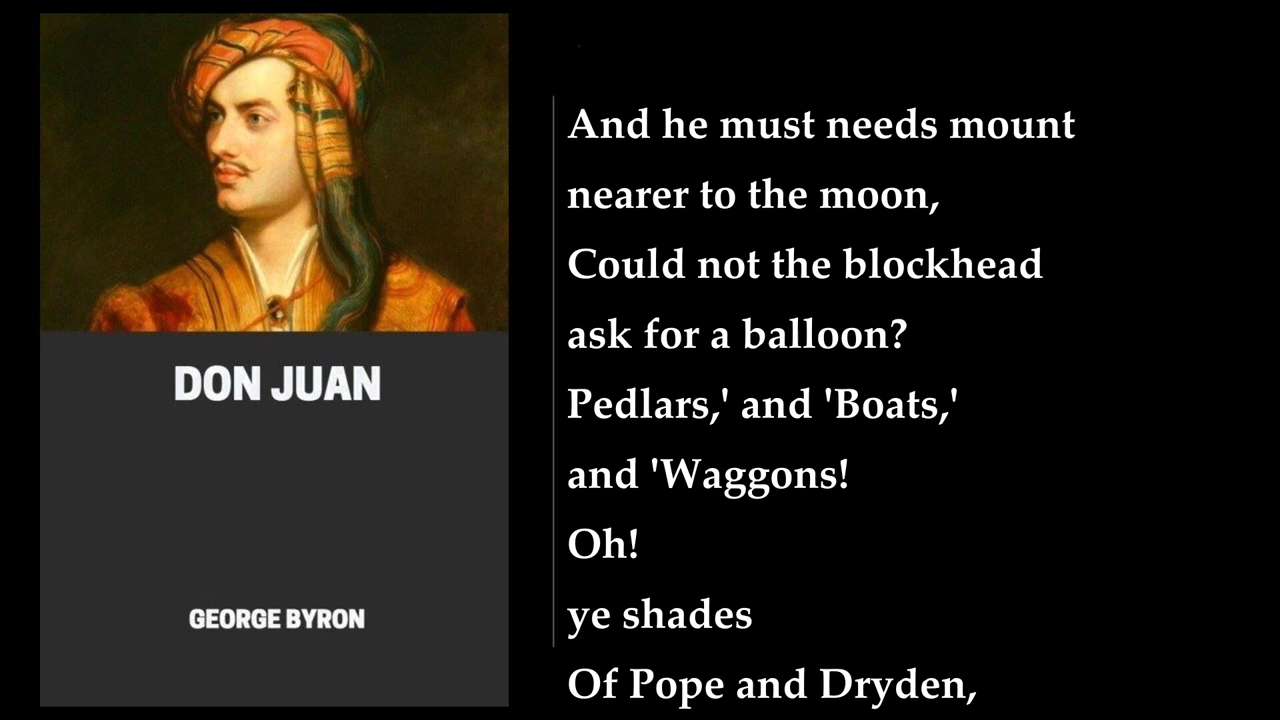 DON JUAN
GEORGE BYRON
And he must needs mount
nearer to the moon,
Could not the blockhead
ask for a balloon?
Pedlars,' and 'Boats,'
and 'Waggons!
Oh!
ye shades
Of Pope and Dryden,